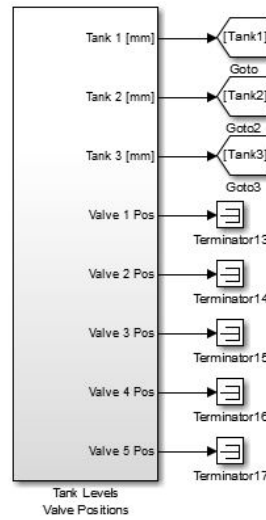 Tank 1 [mm]
[Tank1]
Goto
Tank 2 [mm]
[Tank2]
Goto2
Tank 3 [mm]
[Tank3]
Goto3
Valve 1 Pos
Terminator13
Valve 2 Pos
Terminator14
Valve 3 Pos
Terminator15
Valve 4 Pos
Terminator16
Valve 5 Pos
Terminator17
Tank Levels
Valve Positions